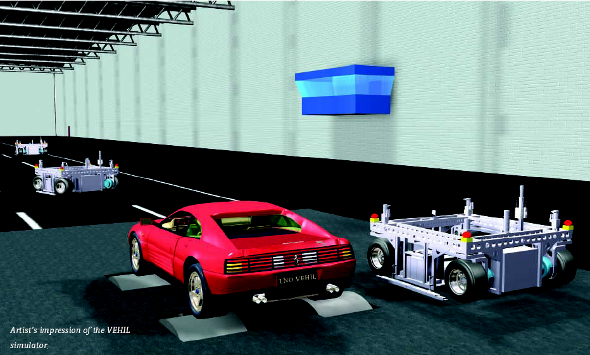 TNO VEHIL
Artist's impression of the VEHIL
simulator